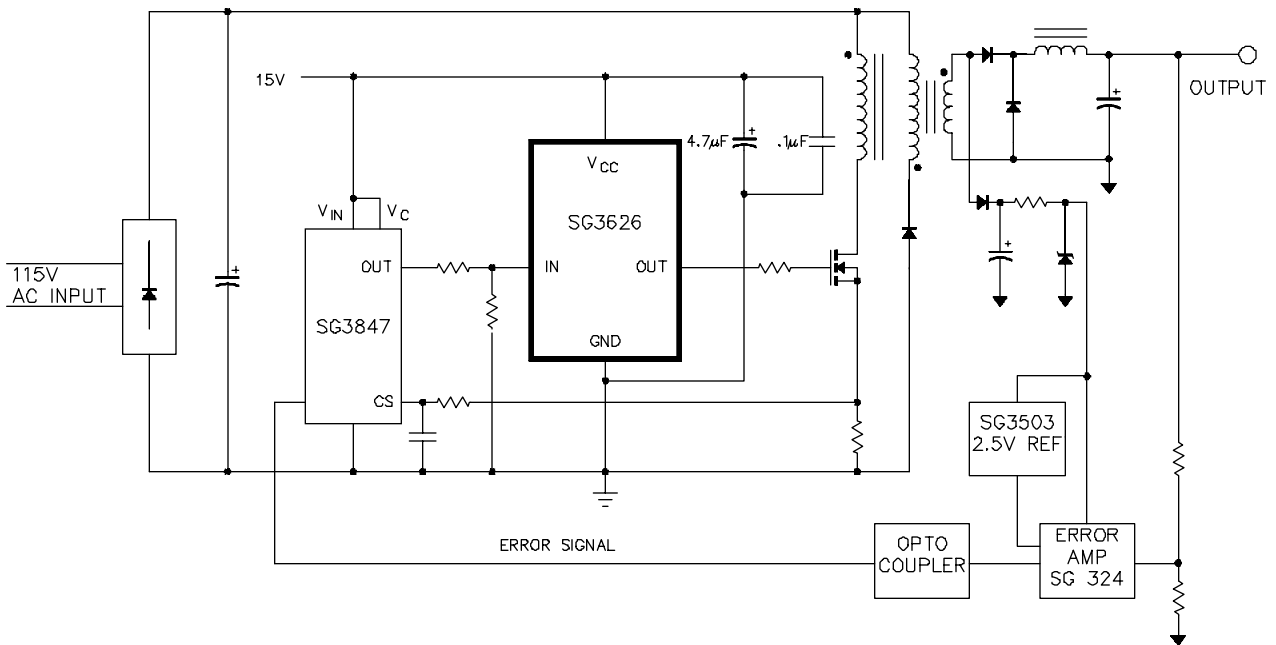 OUTPUT
15V
4.7µF
.1µF
VCC
SG3626
IN
OUT
GND
VIN
VC
OUT
SG3847
CS
115V
AC INPUT
SG3503
2.5V REF
ERROR SIGNAL
OPTO
COUPLER
ERROR
AMP
SG 324